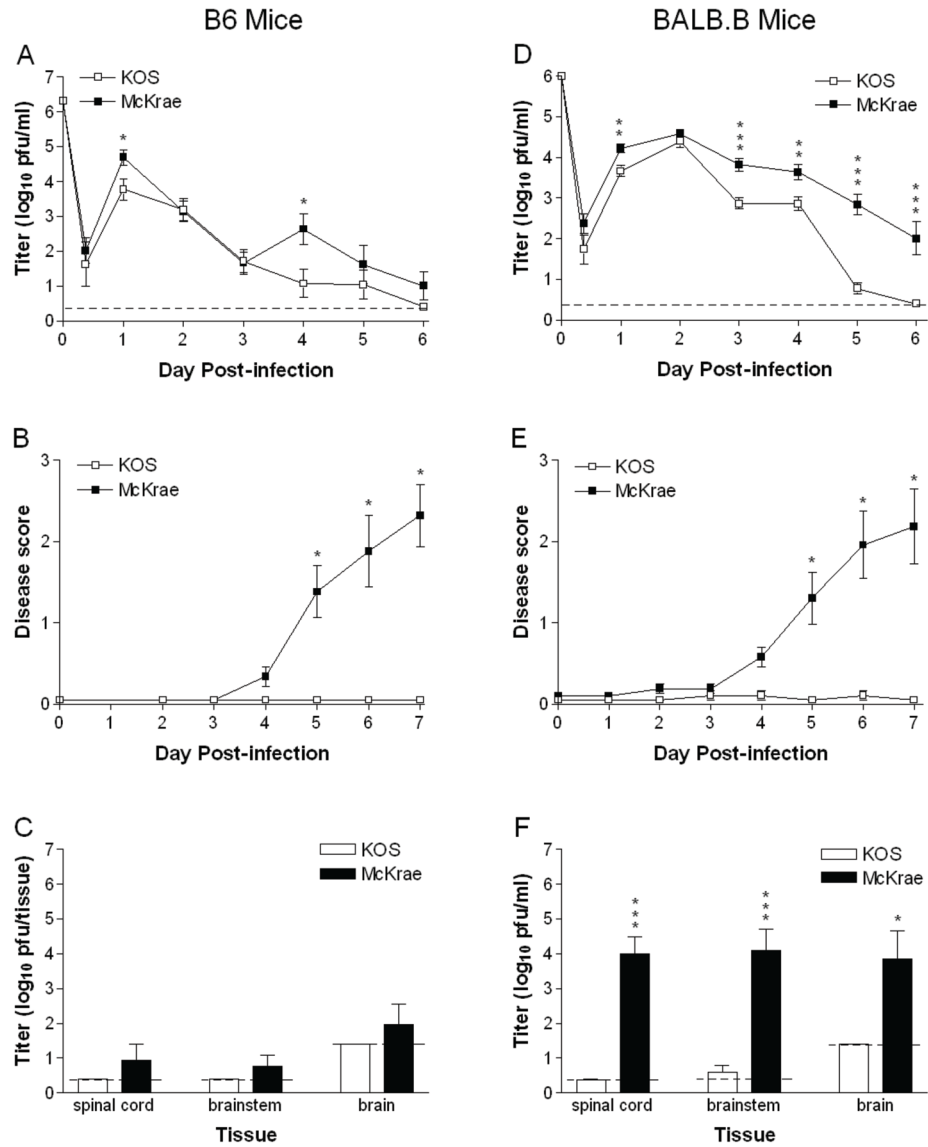 B6 Mice
BALB.B Mice
A
KOS
McKrae
7
6
5
4
3
2
1
0
Titer (log₁₀ pfu/ml)
*
*
0 1 2 3 4 5 6
Day Post-infection
D
KOS
McKrae
6
5
4
3
2
1
0
Titer (log₁₀ pfu/ml)
**
***
**
***
***
0 1 2 3 4 5 6
Day Post-infection
B
KOS
McKrae
3
2
1
0
Disease score
*
*
*
0 1 2 3 4 5 6 7
Day Post-infection
E
KOS
McKrae
3
2
1
0
Disease score
*
*
*
0 1 2 3 4 5 6 7
Day Post-infection
C
KOS
McKrae
7
6
5
4
3
2
1
0
Titer (log₁₀ pfu/tissue)
spinal cord brainstem brain
Tissue
F
KOS
McKrae
7
6
5
4
3
2
1
0
Titer (log₁₀ pfu/ml)
***
***
*
spinal cord brainstem brain
Tissue